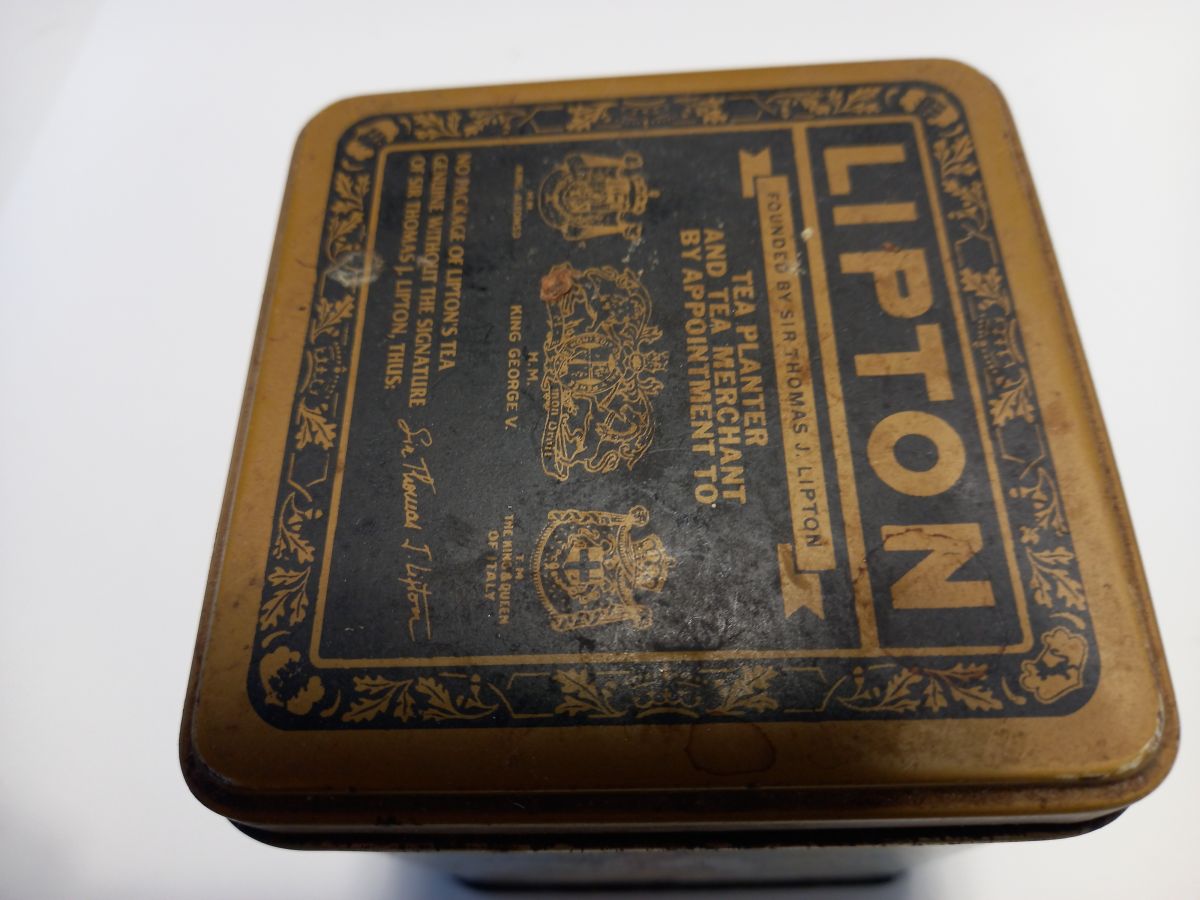 LIPTON
FOUNDED BY SIR THOMAS J. LIPTON
TEA PLANTER
AND TEA MERCHANT
BY APPOINTMENT TO
H.M.
KING GEORGE V.
T.M.
THE KING & QUEEN
OF ITALY
NO PACKAGE OF LIPTON'S TEA
GENUINE WITHOUT THE SIGNATURE
OF SIR THOMAS J. LIPTON, THUS:
Sir Thomas J Lipton